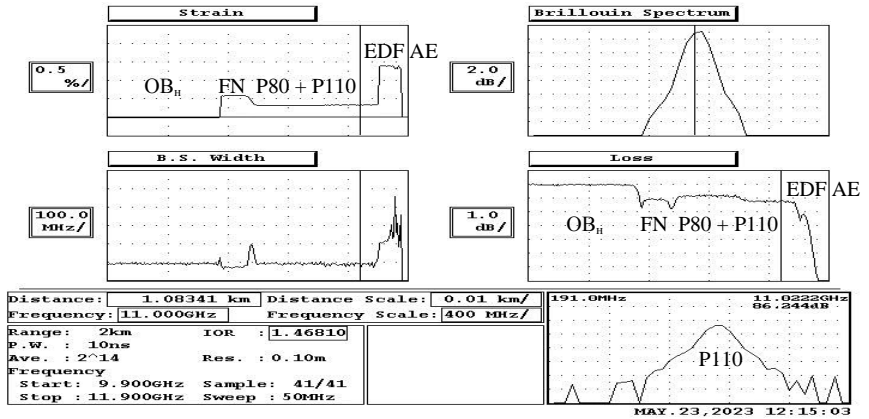 Strain
Brillouin Spectrum
0.5
%/
EDF AE
OBн FN P80 + P110
2.0
dB/
B.S. Width
Loss
100.0
MHz/
1.0
dB/
EDF AE
OBн FN P80 + P110
Distance: 1.08341 km Distance Scale: 0.01 km/
Frequency: 11.000GHz Frequency Scale: 400 MHz/
191.0MHz 11.0222GHz
86.244dB
Range: 2km IOR : 1.46810
P.W. : 10ns
Ave. : 2^14 Res. : 0.10m
Frequency
Start: 9.900GHz Sample: 41/41
Stop : 11.900GHz Sweep : 50MHz
P110
MAY.23,2023 12:15:03